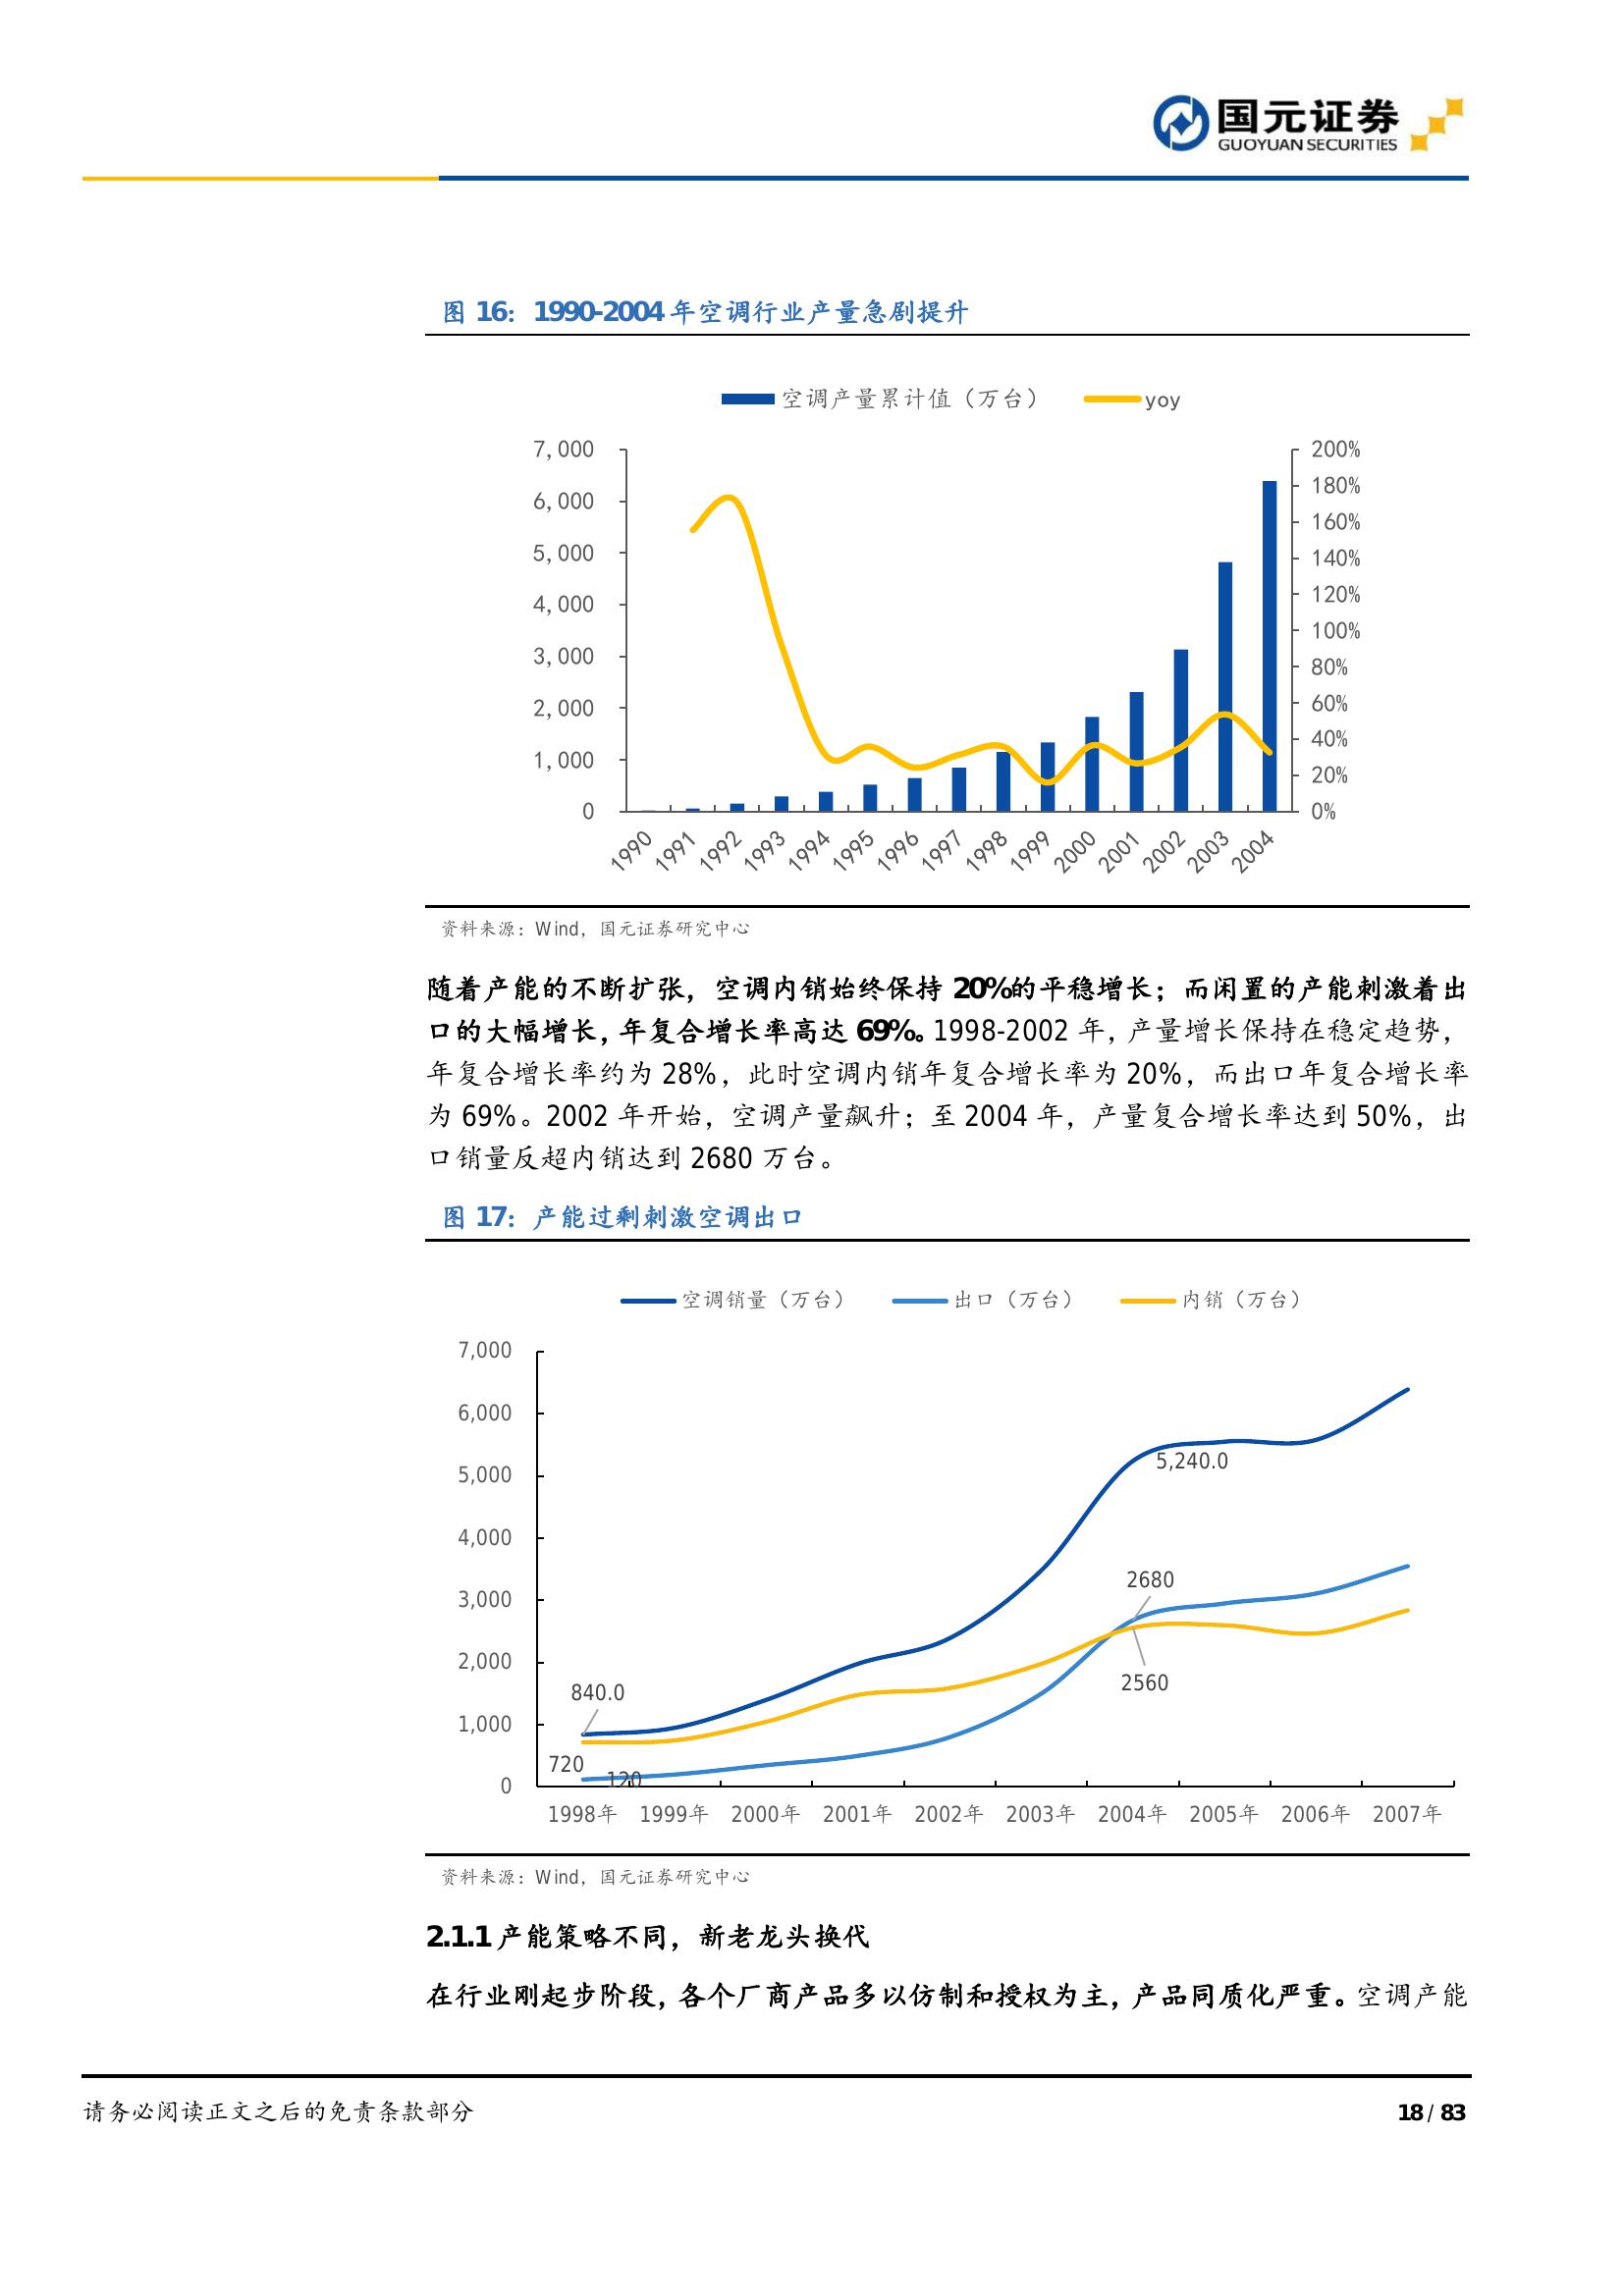 国元证券
GUOYUAN SECURITIES
图 16：1990-2004 年空调行业产量急剧提升
空调产量累计值（万台） yoy
7,000 200%
180%
6,000
160%
5,000 140%
4,000 120%
100%
3,000
80%
2,000 60%
40%
1,000
20%
0 0%
1990 1991 1992 1993 1994 1995 1996 1997 1998 1999 2000 2001 2002 2003 2004
资料来源：Wind，国元证券研究中心
随着产能的不断扩张，空调内销始终保持 20%的平稳增长；而闲置的产能刺激着出
口的大幅增长，年复合增长率高达 69%。1998-2002 年，产量增长保持在稳定趋势，
年复合增长率约为 28%，此时空调内销年复合增长率为 20%，而出口年复合增长率
为 69%。2002 年开始，空调产量飙升；至 2004 年，产量复合增长率达到 50%，出
口销量反超内销达到 2680 万台。
图 17：产能过剩刺激空调出口
空调销量（万台） 出口（万台） 内销（万台）
7,000
6,000
5,240.0
5,000
4,000
2680
3,000
2,000
2560
840.0
1,000
720
120
0
1998年 1999年 2000年 2001年 2002年 2003年 2004年 2005年 2006年 2007年
资料来源：Wind，国元证券研究中心
2.1.1 产能策略不同，新老龙头换代
在行业刚起步阶段，各个厂商产品多以仿制和授权为主，产品同质化严重。空调产能
请务必阅读正文之后的免责条款部分 18 / 83